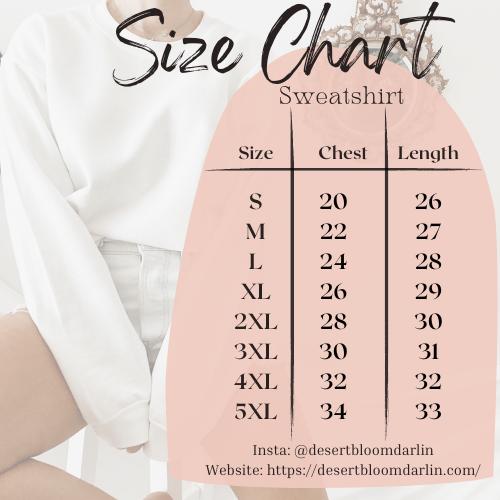 Size Chart
Sweatshirt
Size Chest Length
S 20 26
M 22 27
L 24 28
XL 26 29
2XL 28 30
3XL 30 31
4XL 32 32
5XL 34 33
Insta: @desertbloomdarlin
Website: https://desertbloomdarlin.com/